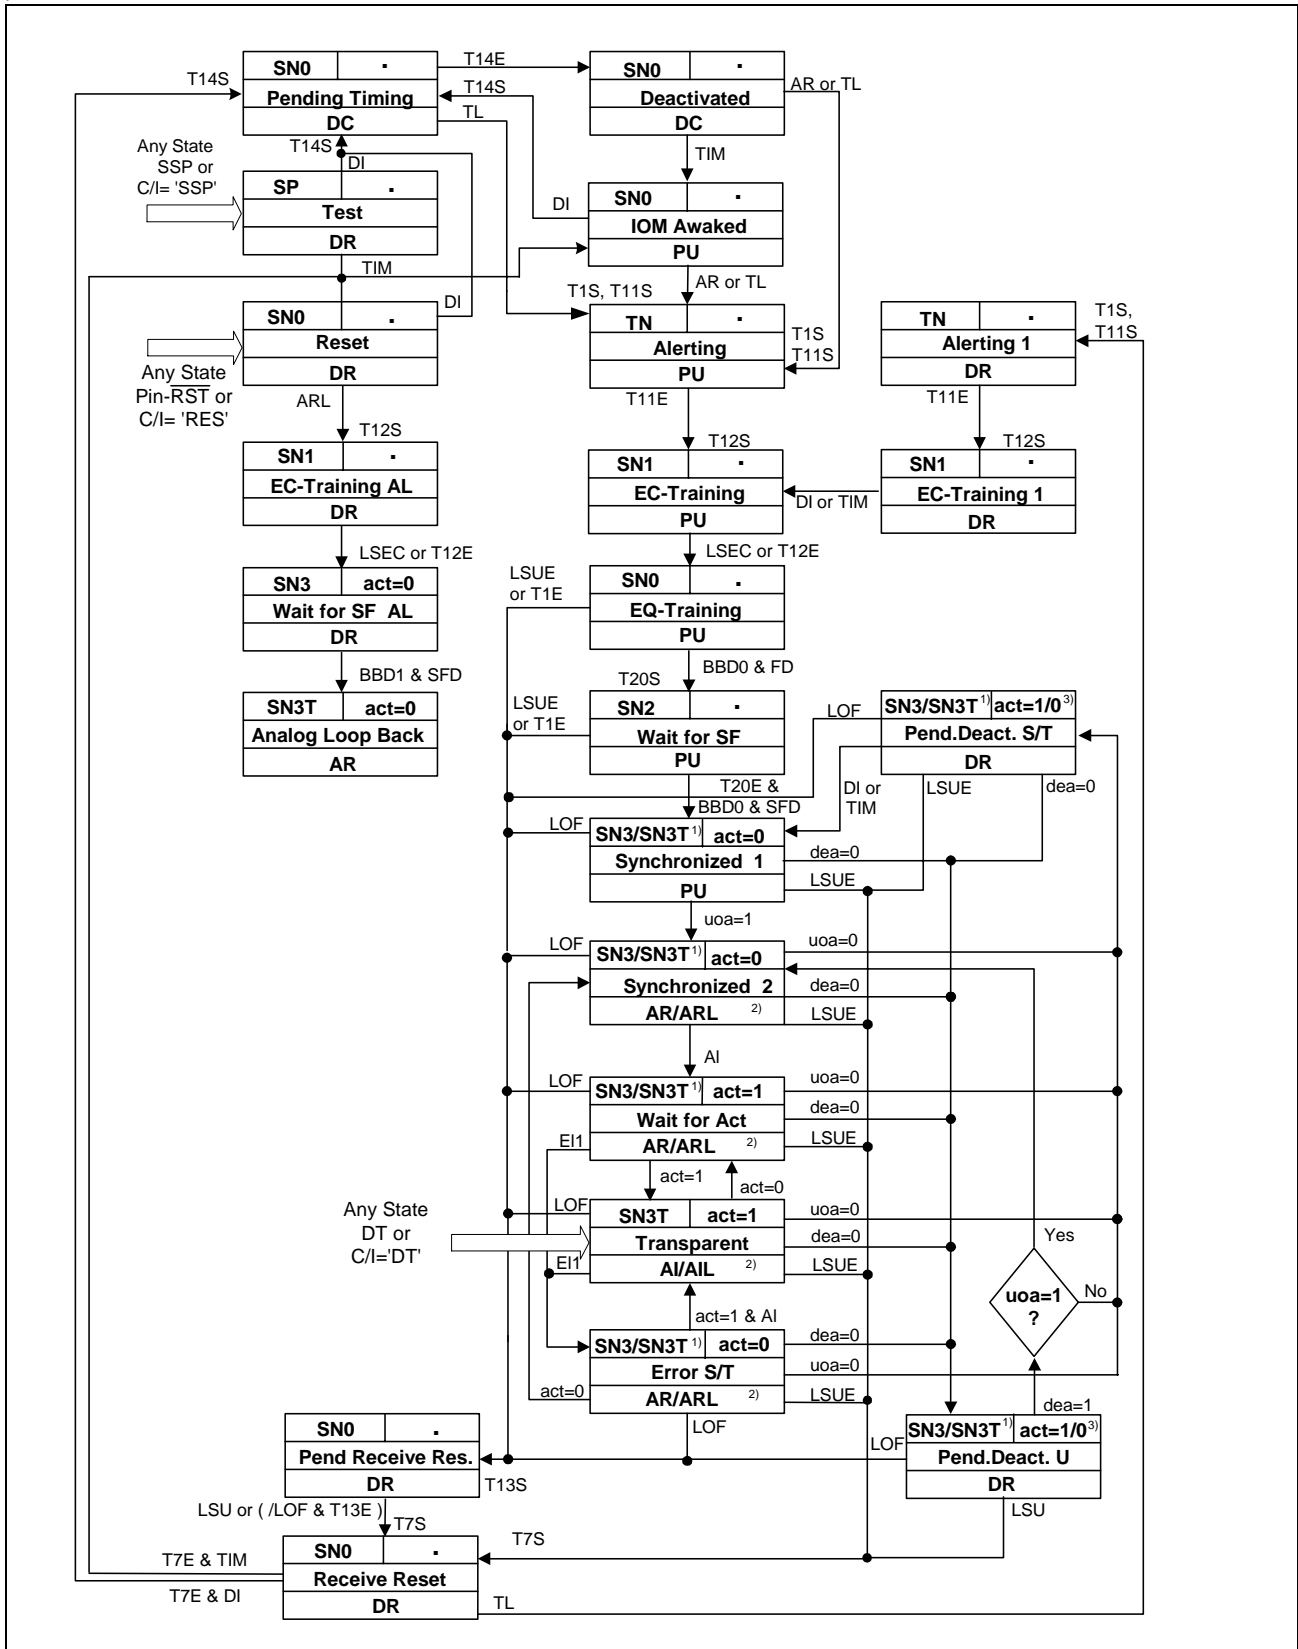 SN0 .
Pending Timing
DC
T14S
T14E
T14S
TL
SN0 .
Deactivated
DC
AR or TL
Any State
SSP or
C/I= 'SSP'
T14S
DI
SP .
Test
DR
TIM
DI
TIM
SN0 .
IOM Awaked
PU
AR or TL
DI
SN0 .
Reset
DR
Any State
Pin-RST or
C/I= 'RES'
ARL
T1S, T11S
TN .
Alerting
PU
T1S
T11S
TN .
Alerting 1
DR
T1S,
T11S
T11E
T11E
T12S
SN1 .
EC-Training AL
DR
T12S
SN1 .
EC-Training
PU
DI or TIM
T12S
SN1 .
EC-Training 1
DR
LSEC or T12E
LSEC or T12E
SN3 act=0
Wait for SF AL
DR
LSUE
or T1E
SN0 .
EQ-Training
PU
BBD1 & SFD
BBD0 & FD
SN3T act=0
Analog Loop Back
AR
T20S
LSUE
or T1E
SN2 .
Wait for SF
PU
LOF
SN3/SN3T 1) act=1/0 3)
Pend.Deact. S/T
DR
T20E &
BBD0 & SFD
DI or
TIM
LSUE
dea=0
LOF
SN3/SN3T 1) act=0
Synchronized 1
PU
dea=0
LSUE
uoa=1
LOF
SN3/SN3T 1) act=0
Synchronized 2
AR/ARL 2)
uoa=0
dea=0
LSUE
AI
LOF
SN3/SN3T 1) act=1
Wait for Act
AR/ARL 2)
uoa=0
dea=0
LSUE
EI1
act=1
act=0
Any State
DT or
C/I='DT'
LOF
SN3T act=1
Transparent
AI/AIL 2)
uoa=0
dea=0
LSUE
EI1
Yes
uoa=1
?
No
act=1 & AI
SN3/SN3T 1) act=0
Error S/T
AR/ARL 2)
dea=0
uoa=0
LSUE
act=0
LOF
dea=1
SN0 .
Pend Receive Res.
DR
T13S
LOF
SN3/SN3T 1) act=1/0 3)
Pend.Deact. U
DR
LSU
LSU or ( /LOF & T13E )
T7S
T7S
SN0 .
Receive Reset
DR
T7E & TIM
T7E & DI
TL